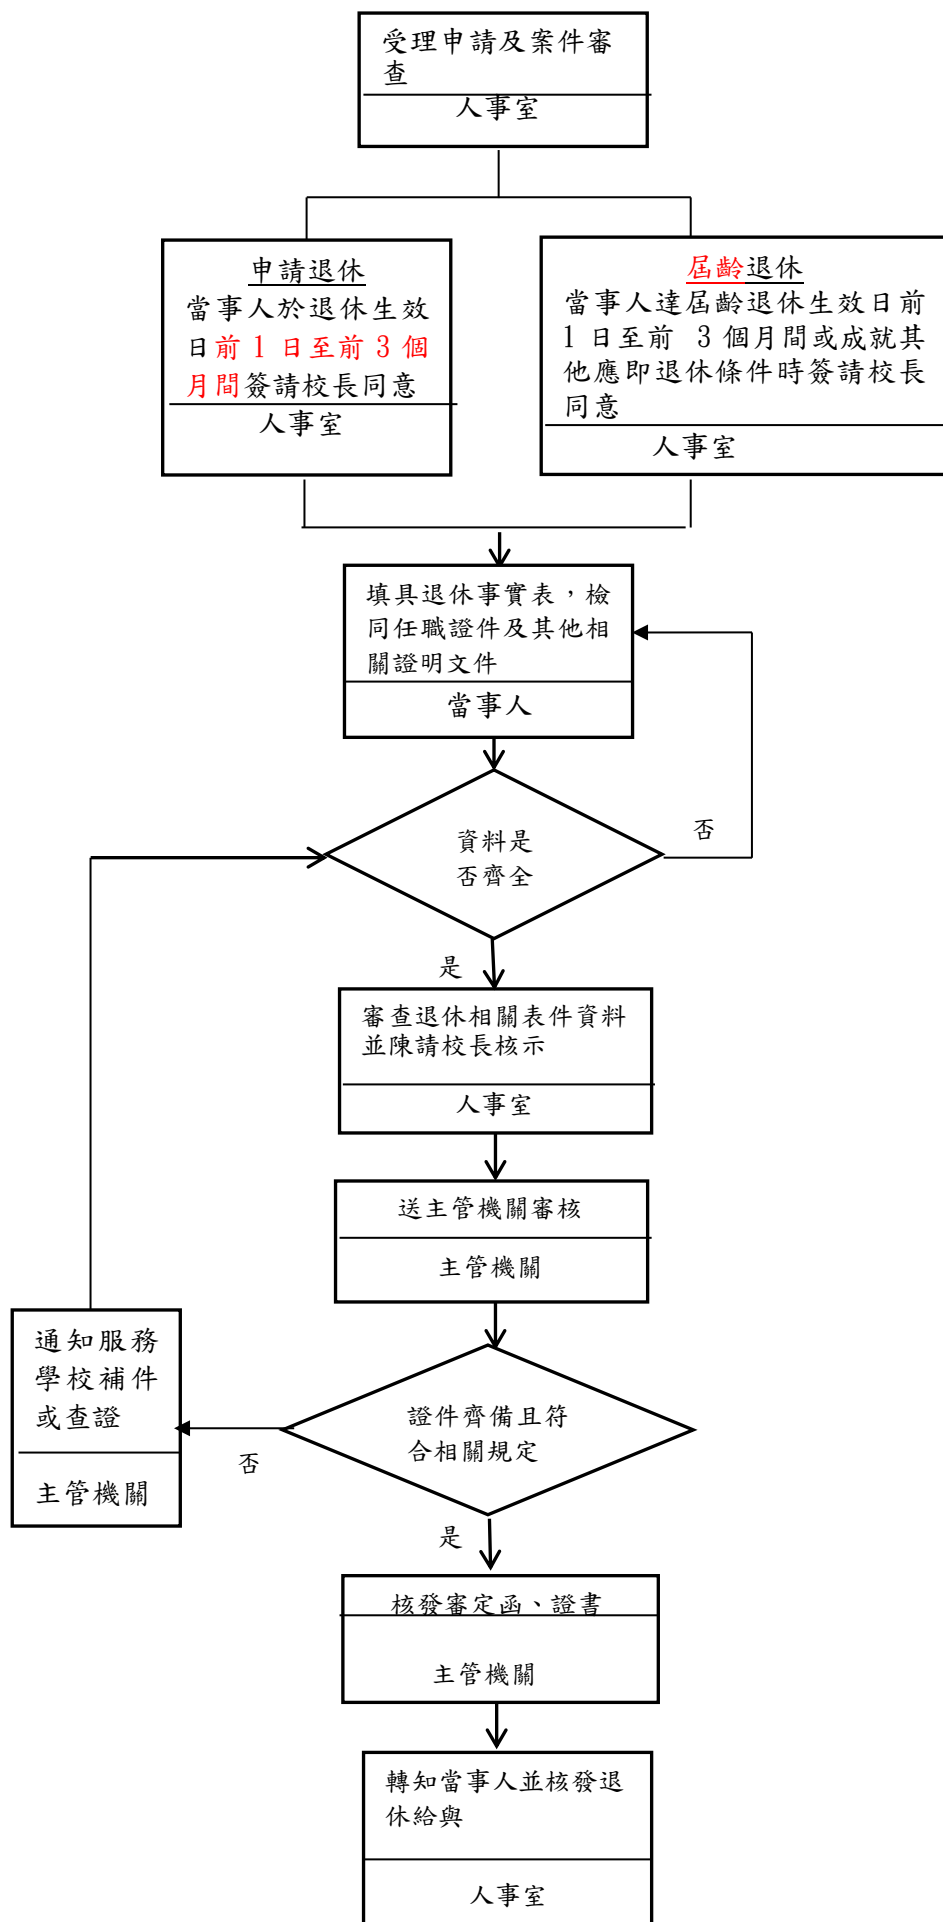 受理申請及案件審
查
人事室
申請退休
當事人於退休生效
日前 1 日至前 3 個
月間簽請校長同意
人事室
屆齡退休
當事人達屆齡退休生效日前
1 日至前 3 個月間或成就其
他應即退休條件時簽請校長
同意
人事室
填具退休事實表，檢
同任職證件及其他相
關證明文件
當事人
資料是
否齊全
否
是
審查退休相關表件資料
並陳請校長核示
人事室
送主管機關審核
主管機關
證件齊備且符
合相關規定
否
通知服務
學校補件
或查證
主管機關
是
核發審定函、證書
主管機關
轉知當事人並核發退
休給與
人事室